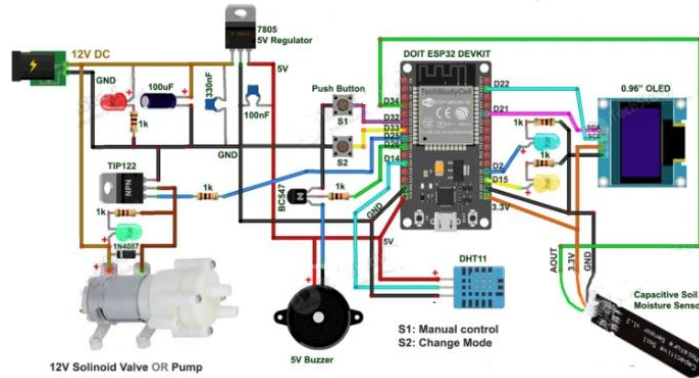 7805
5V Regulator
12V DC
GND
100uF
330nF
100nF
5V
1k
GND
Push Button
S1
S2
DOIT ESP32 DEVKIT
TechStudyCell
D34
D32
D26
D14
D22
D21
D2
D15
3.3V
0.96" OLED
1k
1k
TIP122
NPN
1k
1k
1N4007
BC547
N
1k
GND
5V
DHT11
+
-
5V Buzzer
S1: Manual control
S2: Change Mode
AOUT
3.3V
GND
Capacitive Soil
Moisture Senso
12V Solinoid Valve OR Pump